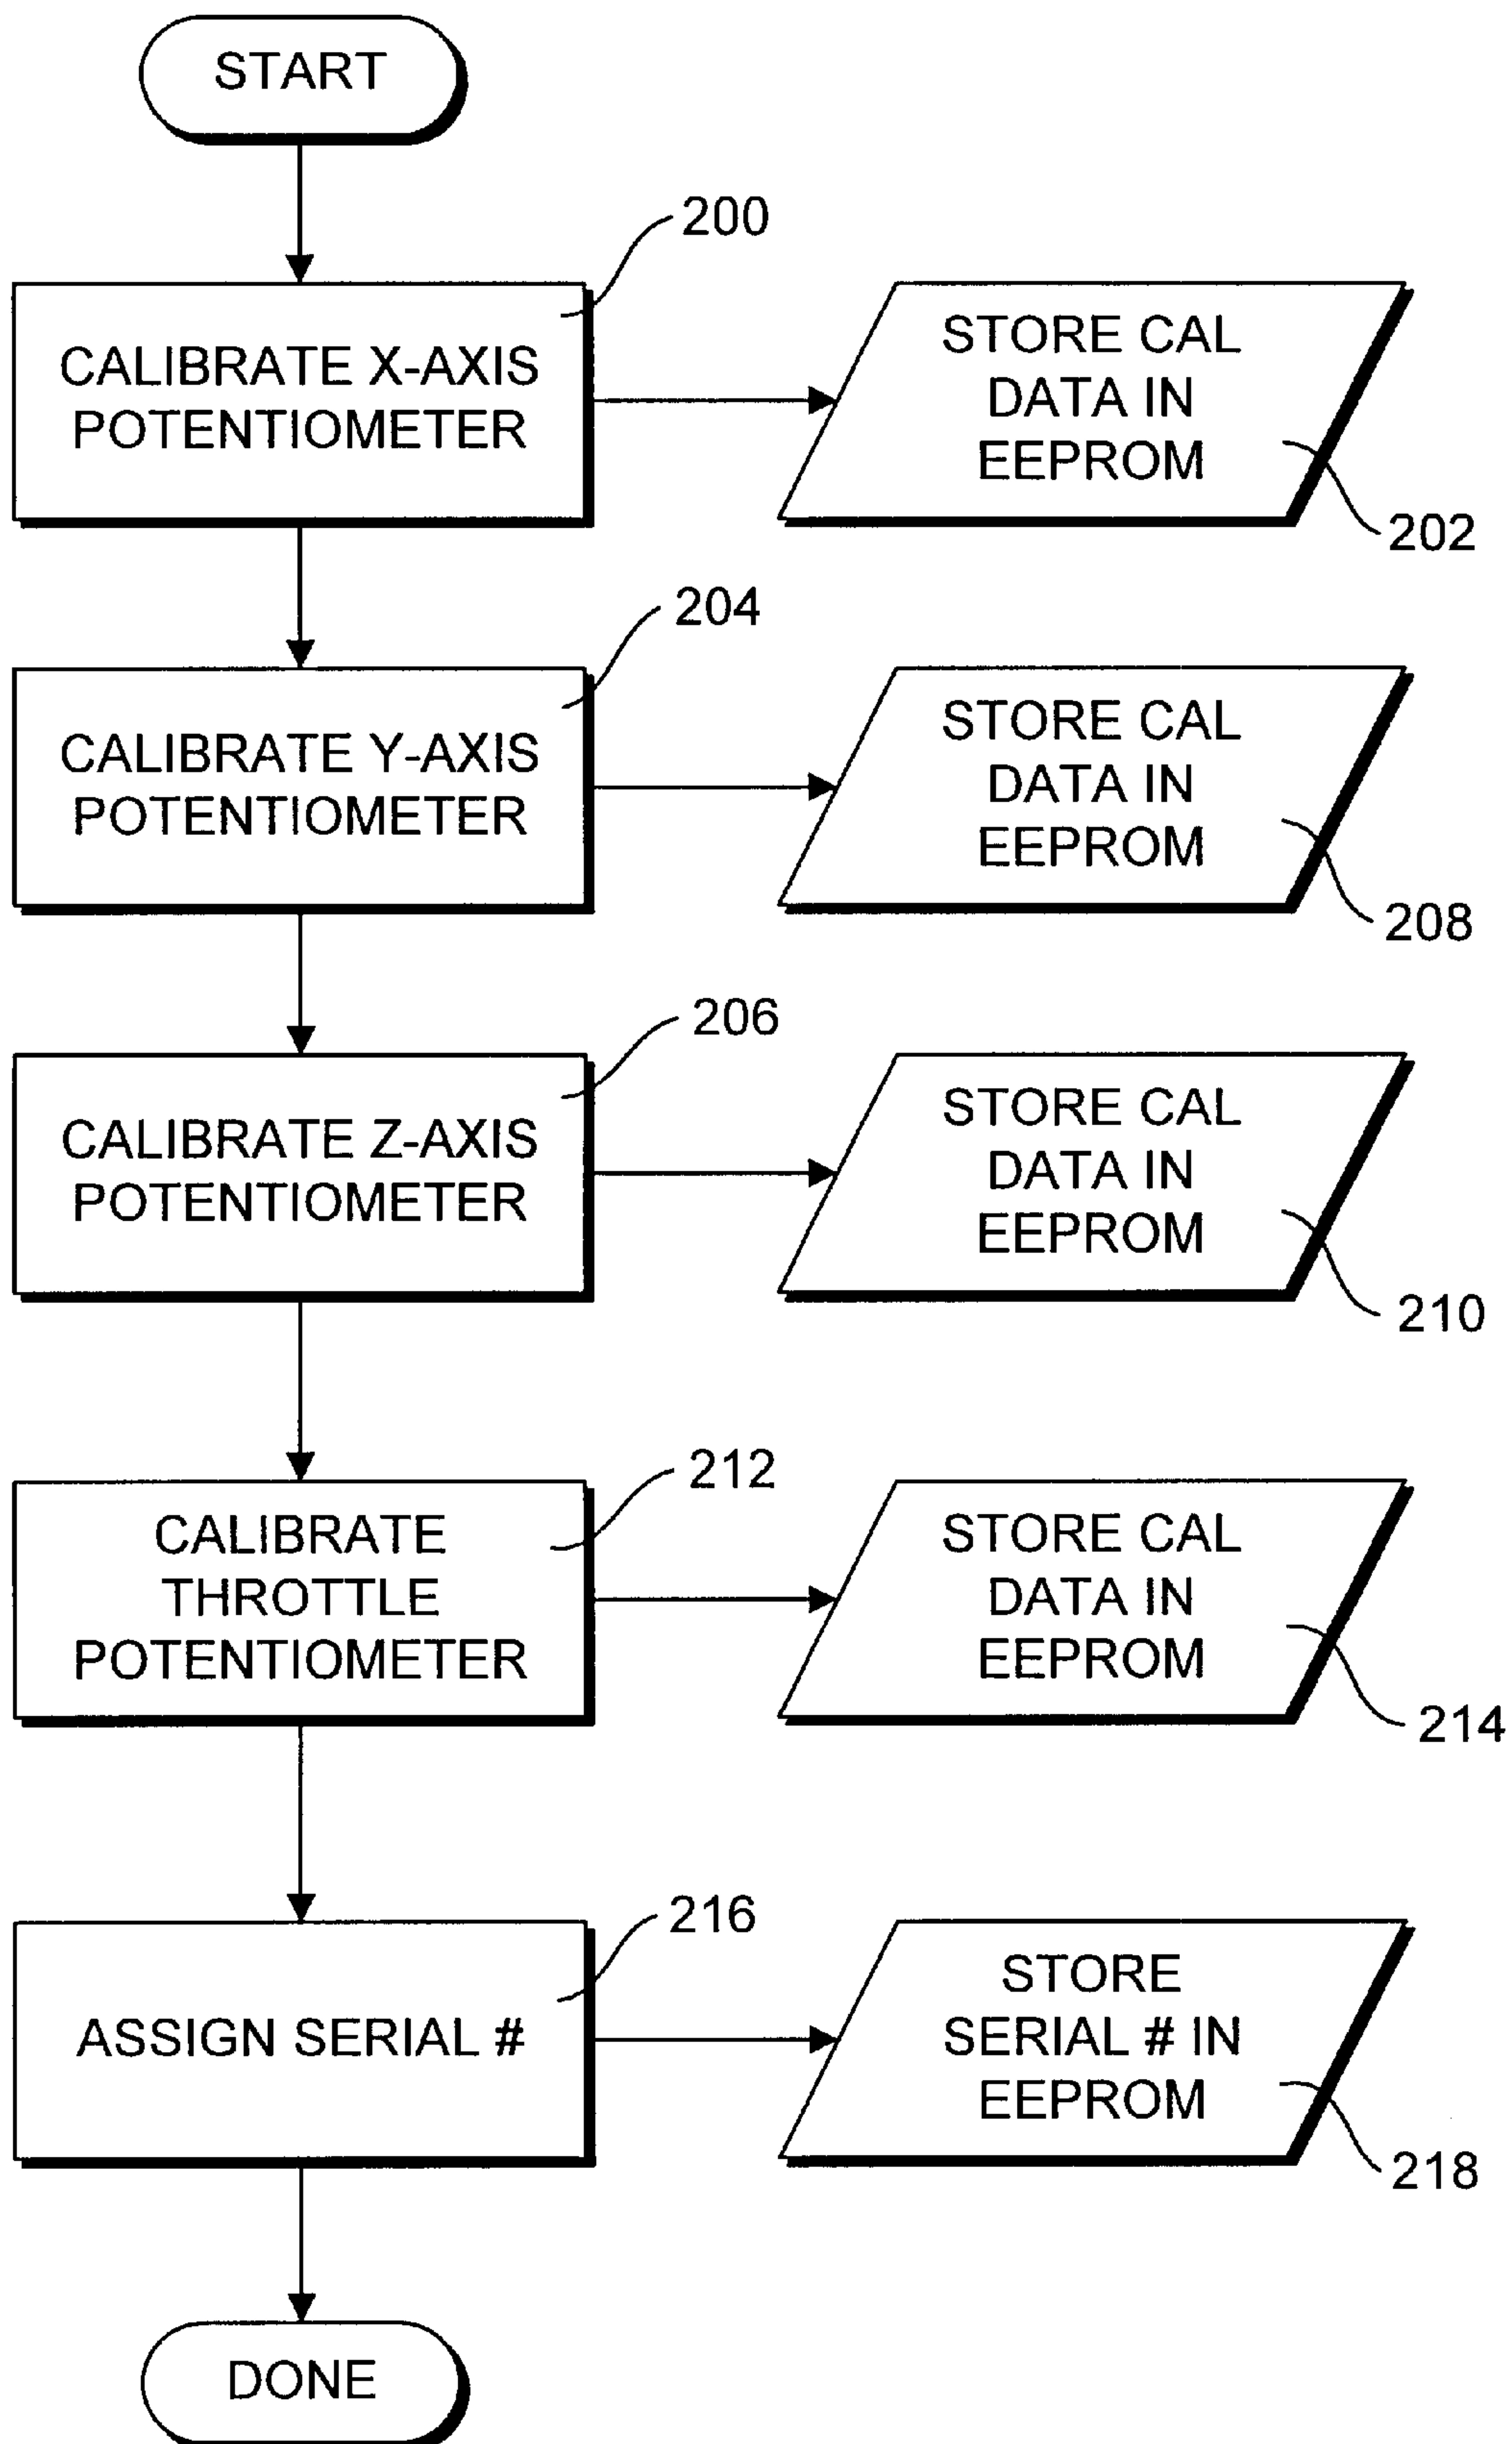 START
200
CALIBRATE X-AXIS
POTENTIOMETER
STORE CAL
DATA IN
EEPROM
202
204
CALIBRATE Y-AXIS
POTENTIOMETER
STORE CAL
DATA IN
EEPROM
208
206
CALIBRATE Z-AXIS
POTENTIOMETER
STORE CAL
DATA IN
EEPROM
210
212
CALIBRATE
THROTTLE
POTENTIOMETER
STORE CAL
DATA IN
EEPROM
214
216
ASSIGN SERIAL #
STORE
SERIAL # IN
EEPROM
218
DONE